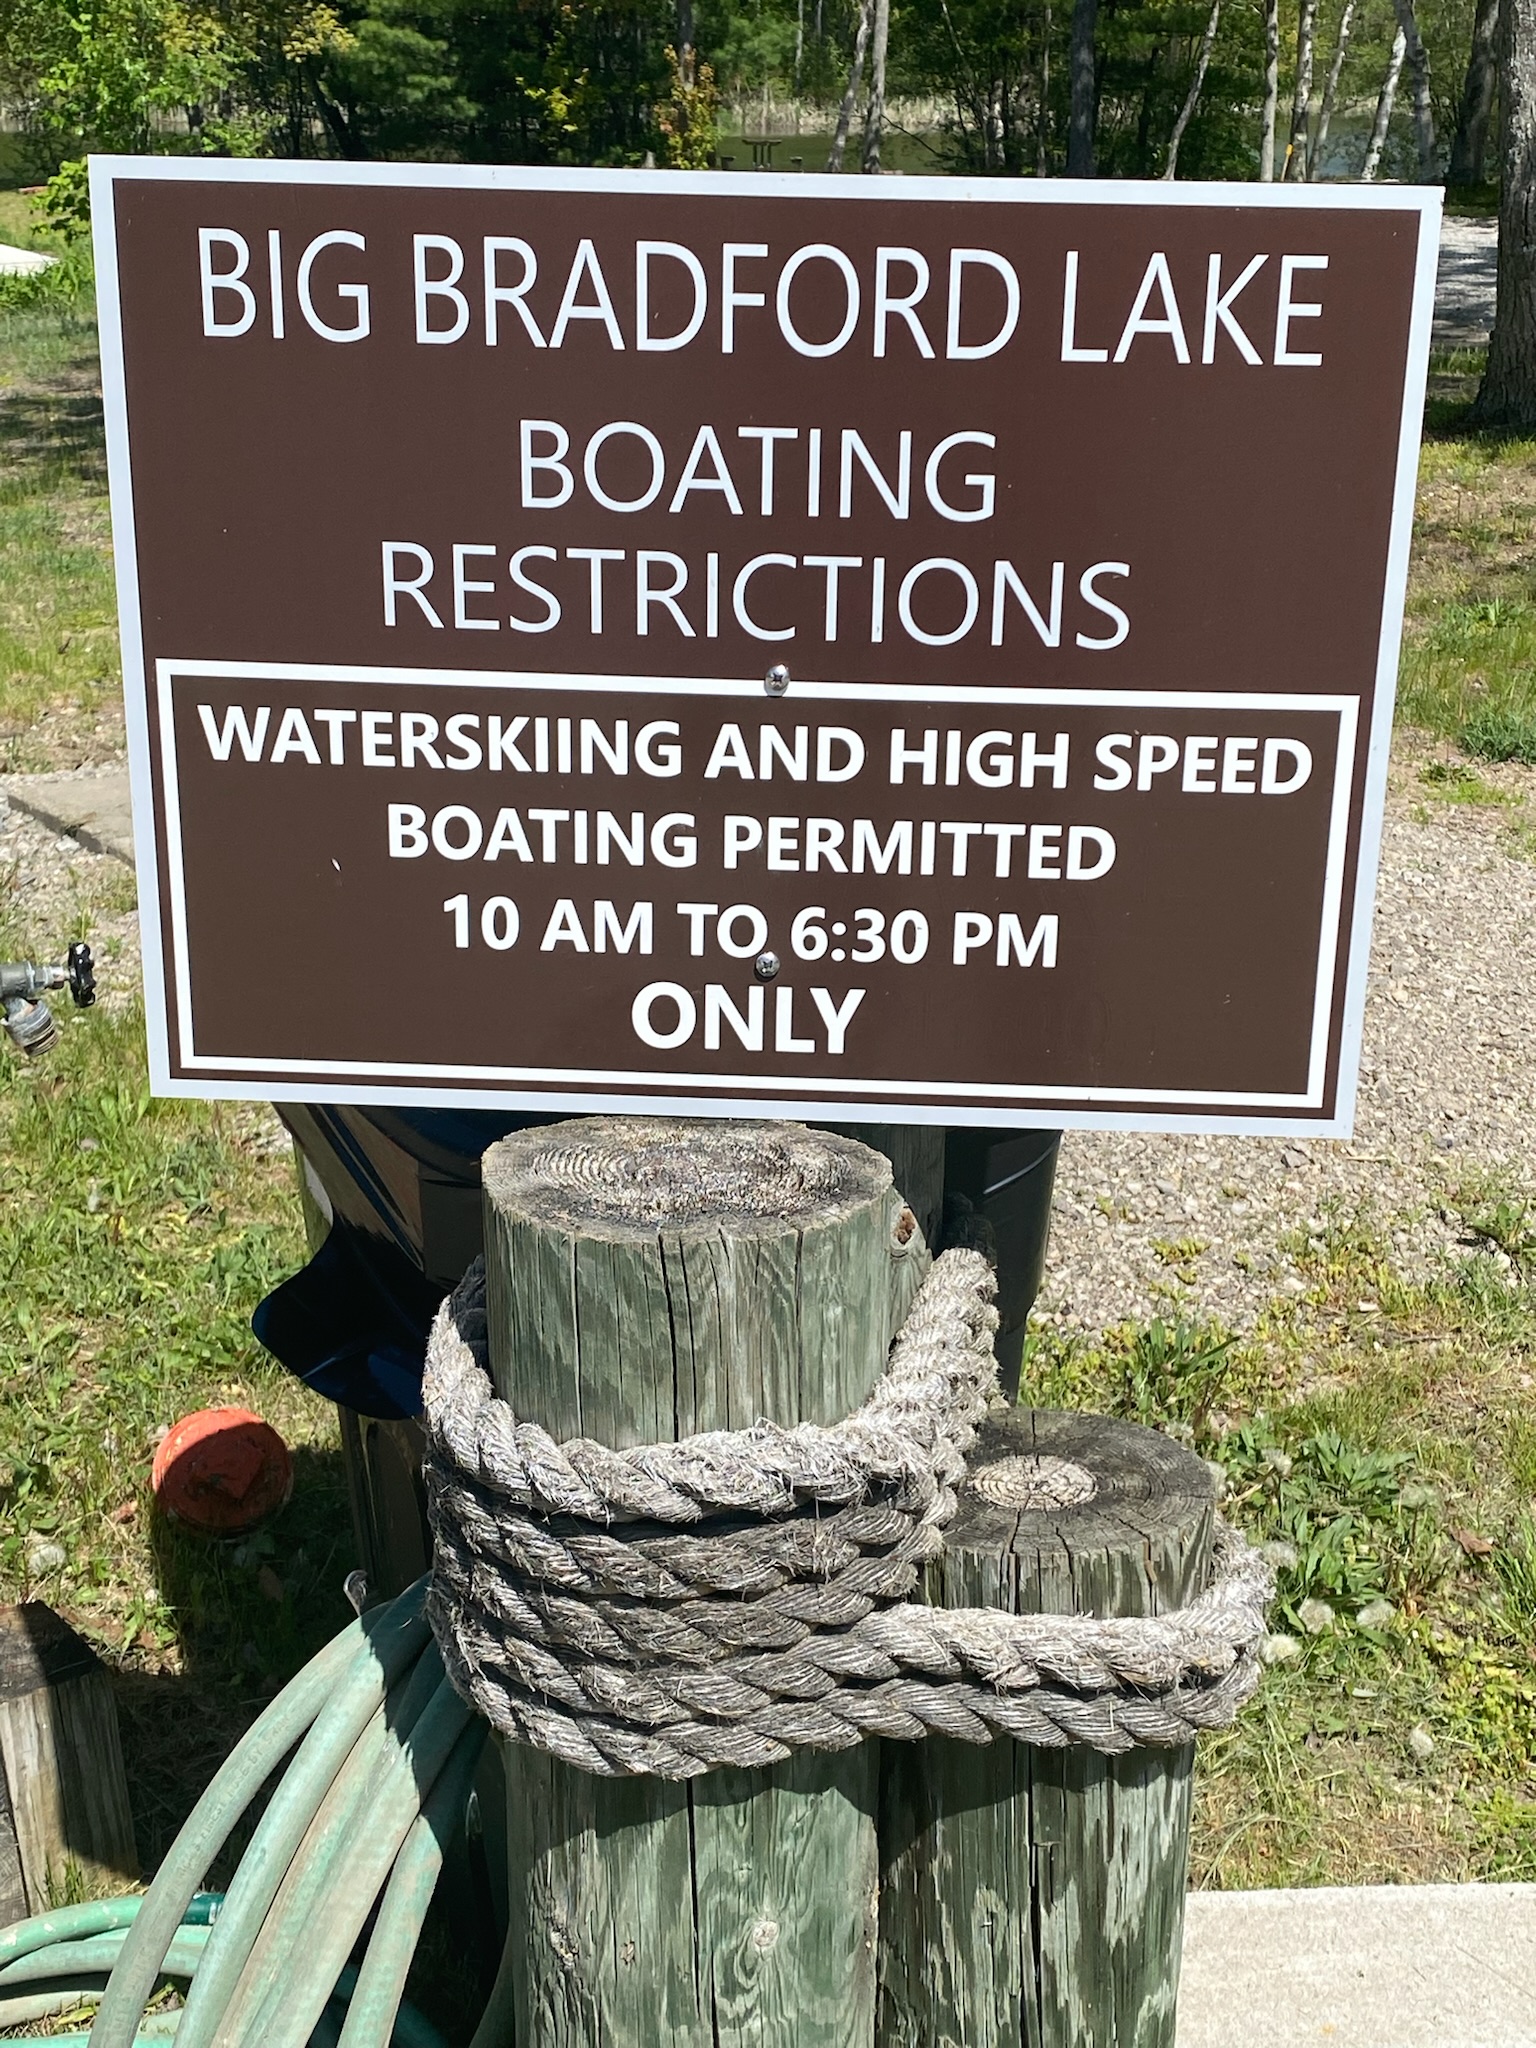 BIG BRADFORD LAKE
BOATING
RESTRICTIONS
WATERSKIING AND HIGH SPEED
BOATING PERMITTED
10 AM TO 6:30 PM
ONLY